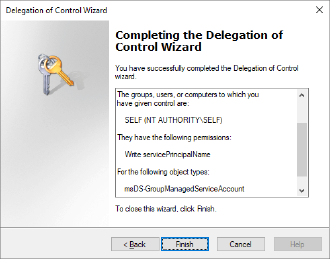 Delegation of Control Wizard
Completing the Delegation of
Control Wizard
You have successfully completed the Delegation of Control
wizard.
The groups, users, or computers to which you
have given control are:
SELF (NT AUTHORITY\SELF)
They have the following permissions:
Write servicePrincipalName
For the following object types:
msDS-GroupManagedServiceAccount
To close this wizard, click Finish.
< Back
Finish
Cancel
Help